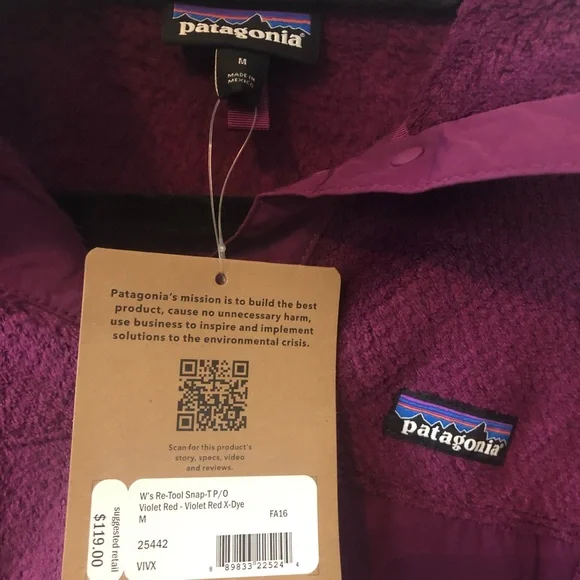 patagonia®
M
MADE IN
MEXICO
Patagonia's mission is to build the best
product, cause no unnecessary harm,
use business to inspire and implement
solutions to the environmental crisis.
Scan for this product's
story, specs, video
and reviews.
W's Re-Tool Snap-T P/O
Violet Red - Violet Red X-Dye
M FA16
25442
VIVX
8 89833 22524 4
suggested retail
$119.00
patagonia®